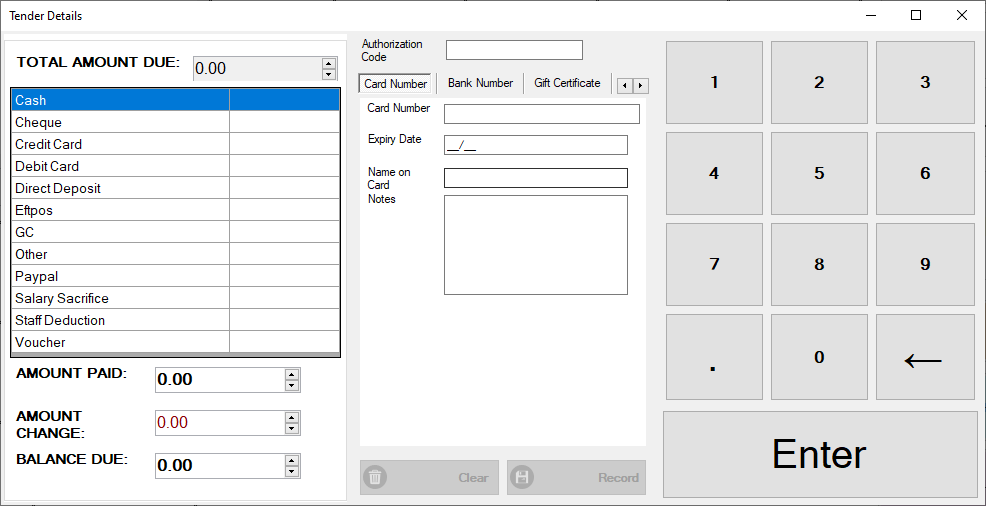 Tender Details
TOTAL AMOUNT DUE: 0.00
Cash
Cheque
Credit Card
Debit Card
Direct Deposit
Eftpos
GC
Other
Paypal
Salary Sacrifice
Staff Deduction
Voucher
AMOUNT PAID: 0.00
AMOUNT
CHANGE: 0.00
BALANCE DUE: 0.00
Authorization
Code
Card Number Bank Number Gift Certificate
Card Number
Expiry Date __/__
Name on
Card
Notes
Clear Record
1 2 3
4 5 6
7 8 9
. 0 ←
Enter